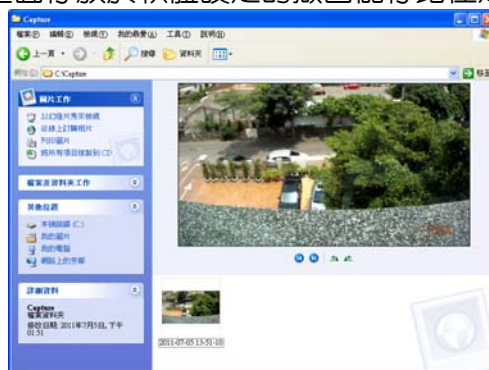 Capture
檔案(F) 編輯(E) 檢視(V) 我的最愛(A) 工具(T) 說明(H)
上一頁 搜尋 資料夾
網址(D) C:\Capture 移至
圖片工作
以幻燈片秀來檢視
從線上訂購相片
列印圖片
將所有項目複製到 CD
檔案及資料夾工作
其他位置
本機磁碟 (C:)
我的圖片
我的電腦
網路上的芳鄰
詳細資料
Capture
檔案資料夾
修改日期: 2011年7月5日, 下午
01:51
2011-07-05 13-51-10